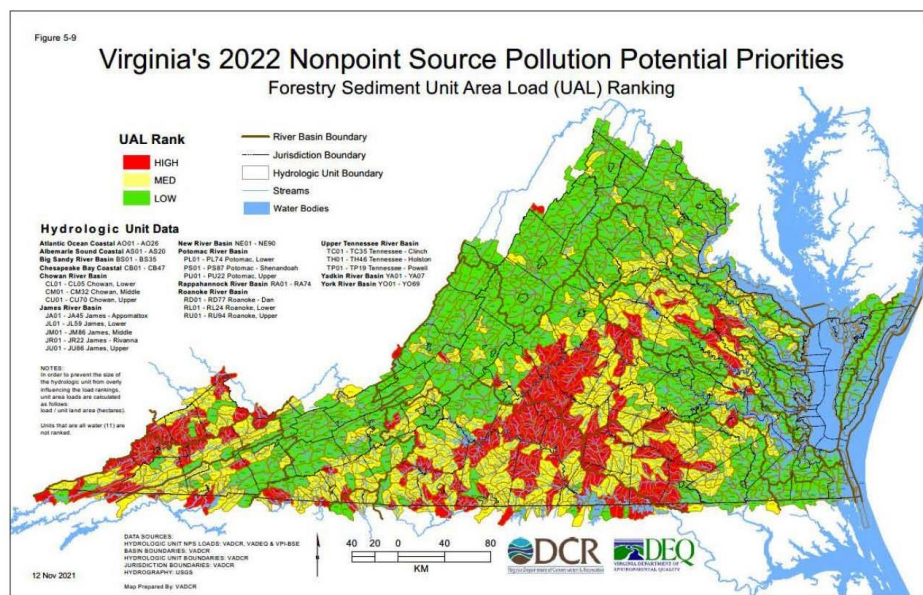 Figure 5-9
Virginia's 2022 Nonpoint Source Pollution Potential Priorities
Forestry Sediment Unit Area Load (UAL) Ranking
UAL Rank
HIGH
MED
LOW
River Basin Boundary
Jurisdiction Boundary
Hydrologic Unit Boundary
Streams
Water Bodies
Hydrologic Unit Data
Atlantic Ocean Coastal AO01 - AO26
Albemarle Sound Coastal AS01 - AS20
Big Sandy River Basin BS01 - BS35
Chesapeake Bay Coastal CB01 - CB47
Chowan River Basin
CL01 - CL05 Chowan, Lower
CM01 - CM32 Chowan, Middle
CU01 - CU70 Chowan, Upper
James River Basin
JA01 - JA45 James - Appomattox
JL01 - JL59 James, Lower
JM01 - JM86 James, Middle
JR01 - JR22 James - Rivanna
JU01 - JU86 James, Upper
New River Basin NE01 - NE90
Potomac River Basin
PL01 - PL74 Potomac, Lower
PS01 - PS87 Potomac - Shenandoah
PU01 - PU22 Potomac, Upper
Rappahannock River Basin RA01 - RA74
Roanoke River Basin
RD01 - RD77 Roanoke - Dan
RL01 - RL24 Roanoke, Lower
RU01 - RU94 Roanoke, Upper
Upper Tennessee River Basin
TC01 - TC35 Tennessee - Clinch
TH01 - TH46 Tennessee - Holston
TP01 - TP19 Tennessee - Powell
Yadkin River Basin YA01 - YA07
York River Basin YO01 - YO69
NOTES:
In order to prevent the size of
the hydrologic unit from overly
influencing the load rankings,
unit area loads are calculated
as follows:
load / unit land area (hectares).
Units that are all water (11) are
not ranked.
DATA SOURCES:
HYDROLOGIC UNIT NPS LOADS: VADCR, VADEQ & VPI-BSE
BASIN BOUNDARIES: VADCR
HYDROLOGIC UNIT BOUNDARIES: VADCR
JURISDICTION BOUNDARIES: VADCR
HYDROGRAPHY: USGS
Map Prepared By: VADCR
12 Nov 2021
40 20 0 40 80
KM
DCR
Virginia Department of Conservation & Recreation
DEQ
VIRGINIA DEPARTMENT OF
ENVIRONMENTAL QUALITY